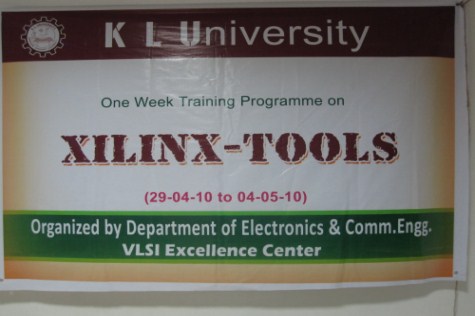 K L University
One Week Training Programme on
XILINX-TOOLS
(29-04-10 to 04-05-10)
Organized by Department of Electronics & Comm.Engg.
VLSI Excellence Center